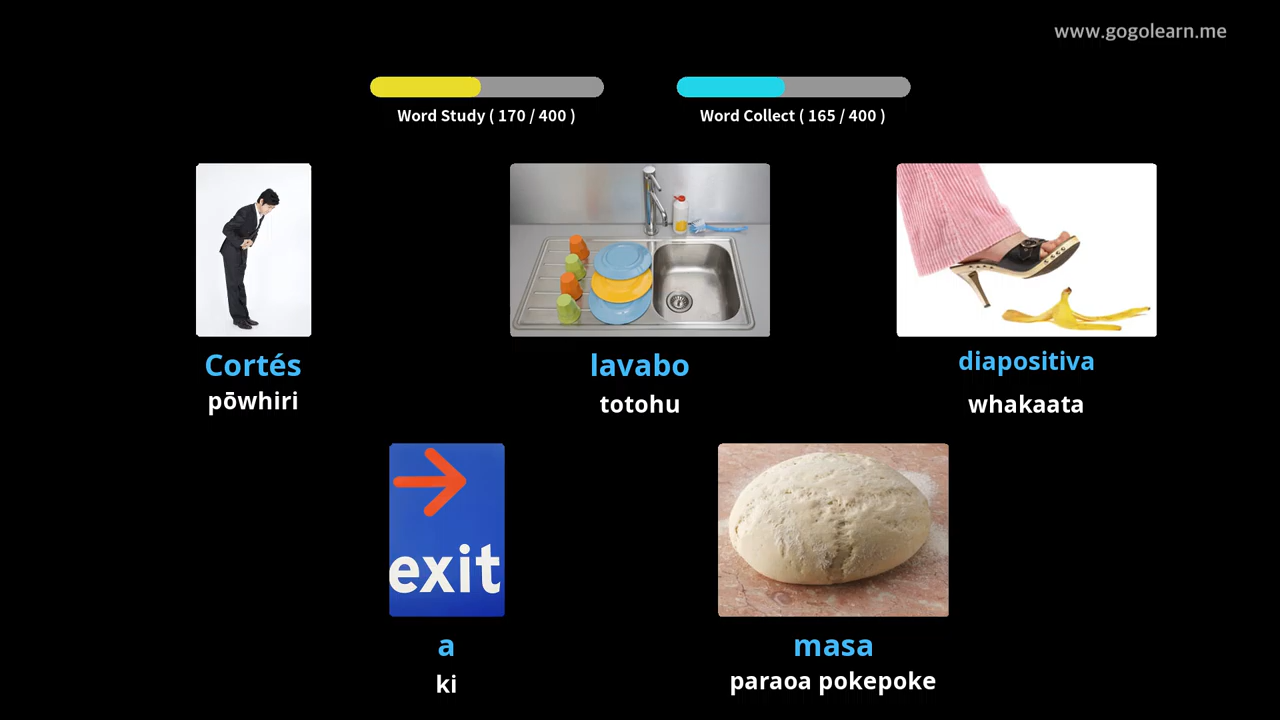 www.gogolearn.me
Word Study ( 170 / 400 )
Word Collect ( 165 / 400 )
Cortés
pōwhiri
lavabo
totohu
diapositiva
whakaata
exit
a
ki
masa
paraoa pokepoke